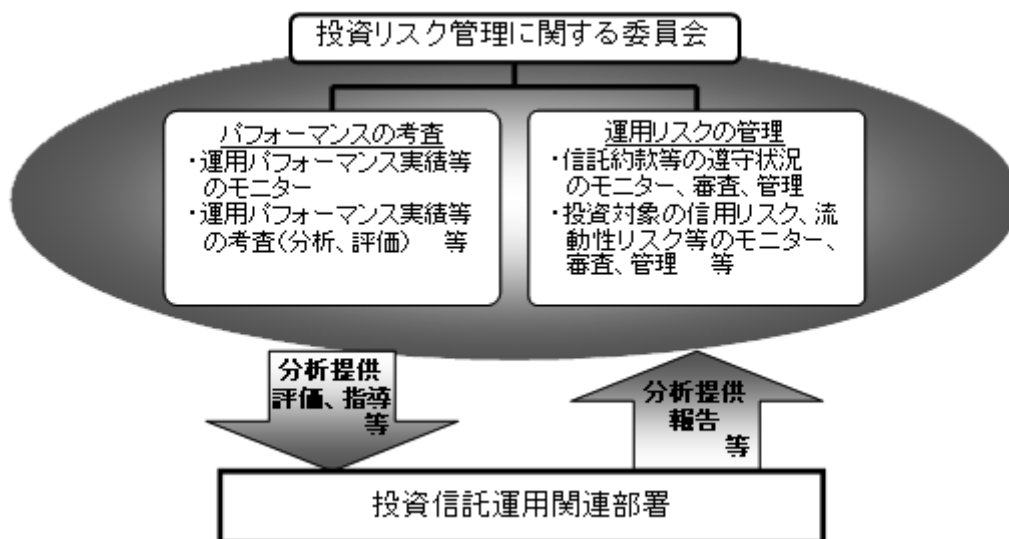 投資リスク管理に関する委員会
パフォーマンスの考査
・運用パフォーマンス実績等
のモニター
・運用パフォーマンス実績等
の考査(分析、評価)　等
運用リスクの管理
・信託約款等の遵守状況
のモニター、審査、管理
・投資対象の信用リスク、流
動性リスク等のモニター、
審査、管理　等
分析提供
評価、指導
等
分析提供
報告
等
投資信託運用関連部署